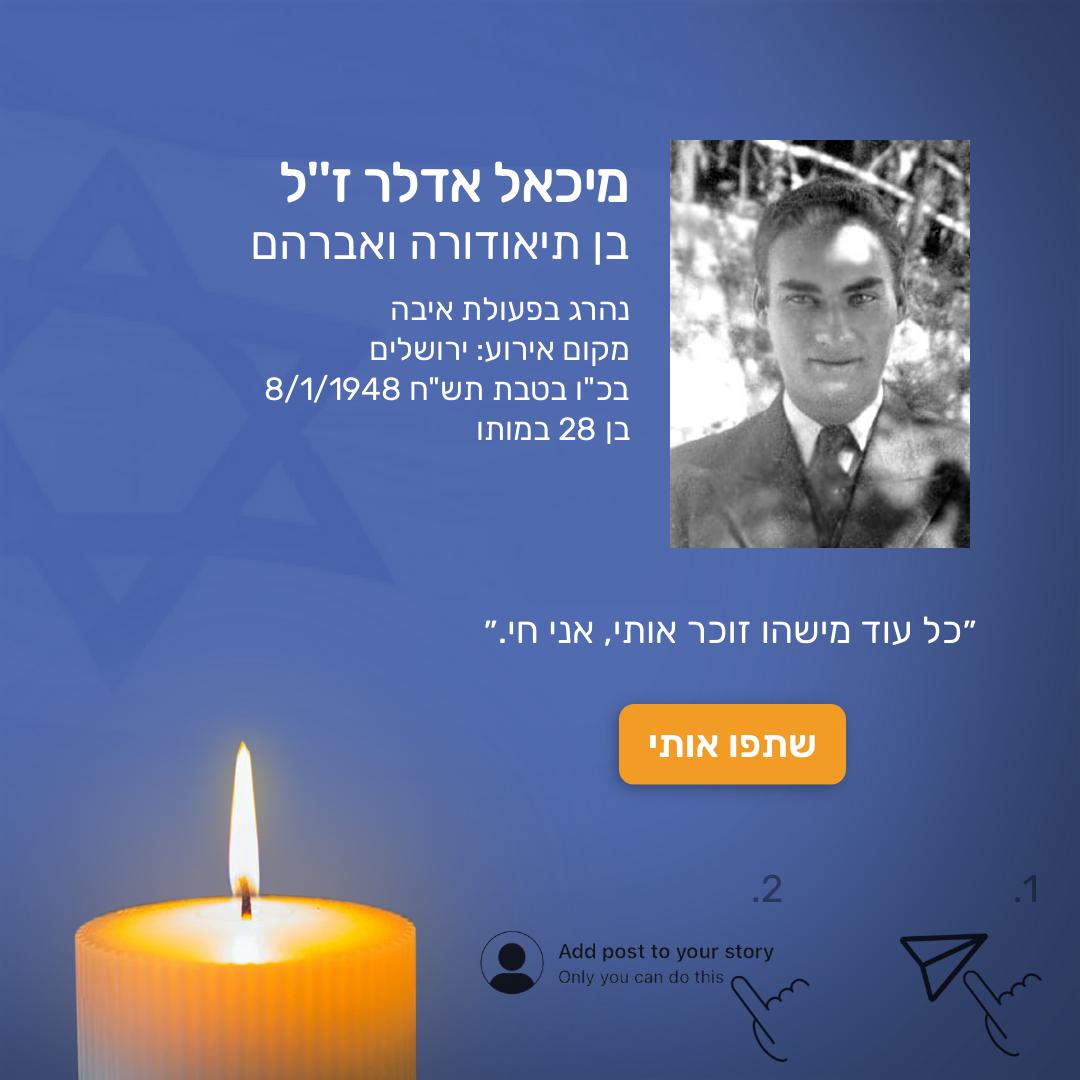 מיכאל אדלר ז"ל
בן תיאודורה ואברהם
נהרג בפעולת איבה
מקום אירוע: ירושלים
בכ"ו בטבת תש"ח 8/1/1948
בן 28 במותו
״כל עוד מישהו זוכר אותי, אני חי.״
שתפו אותי
1.
2.
Add post to your story
Only you can do this